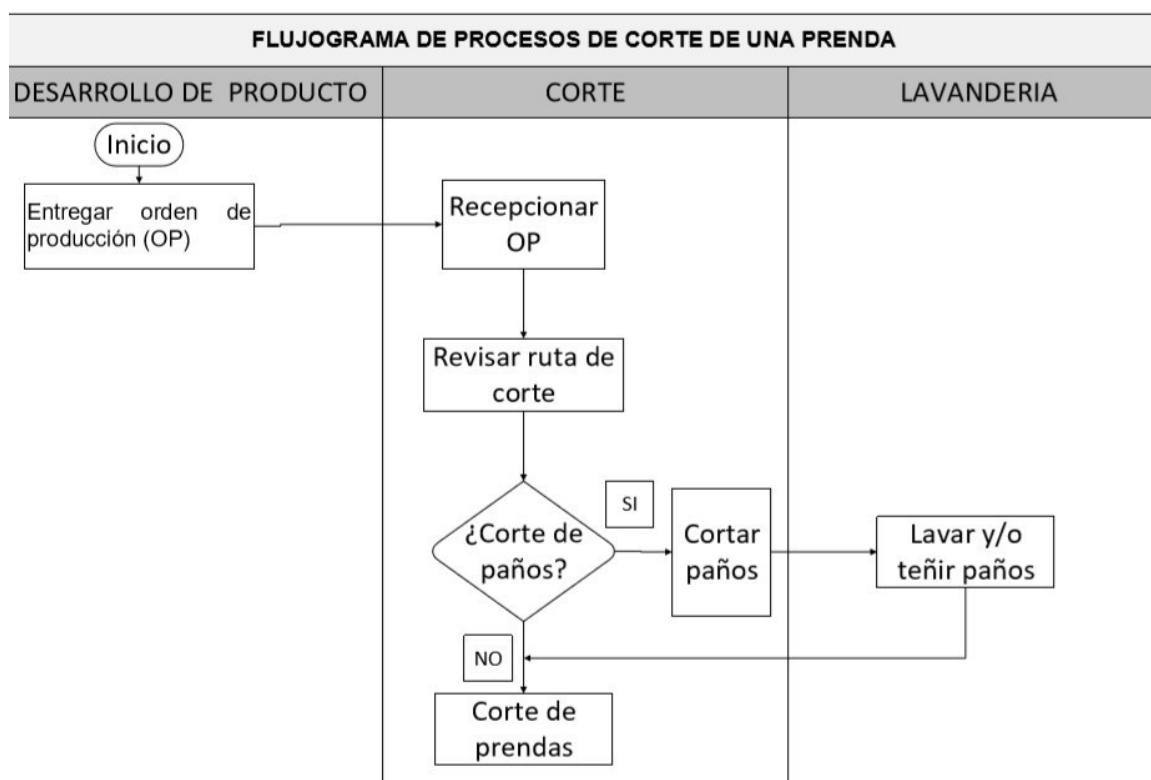 FLUJOGRAMA DE PROCESOS DE CORTE DE UNA PRENDA
DESARROLLO DE PRODUCTO
CORTE
LAVANDERIA
Inicio
Entregar orden de
producción (OP)
Recepcionar
OP
Revisar ruta de
corte
¿Corte de
paños?
SI
Cortar
paños
Lavar y/o
teñir paños
NO
Corte de
prendas